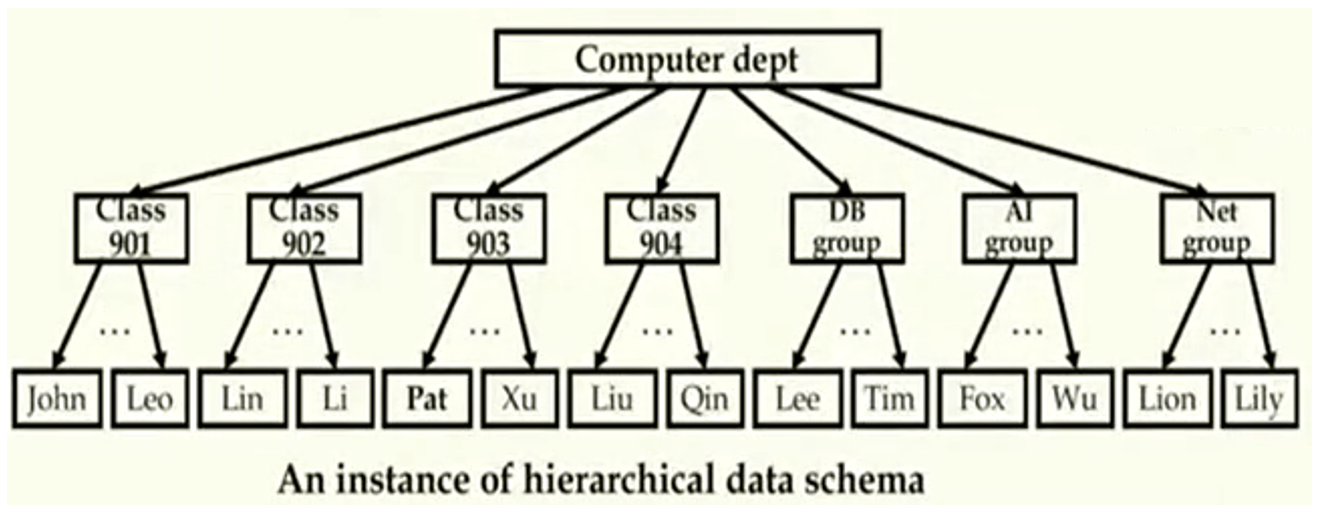 Computer dept
Class
901
Class
902
Class
903
Class
904
DB
group
AI
group
Net
group
...
...
...
...
...
...
...
John
Leo
Lin
Li
Pat
Xu
Liu
Qin
Lee
Tim
Fox
Wu
Lion
Lily
An instance of hierarchical data schema